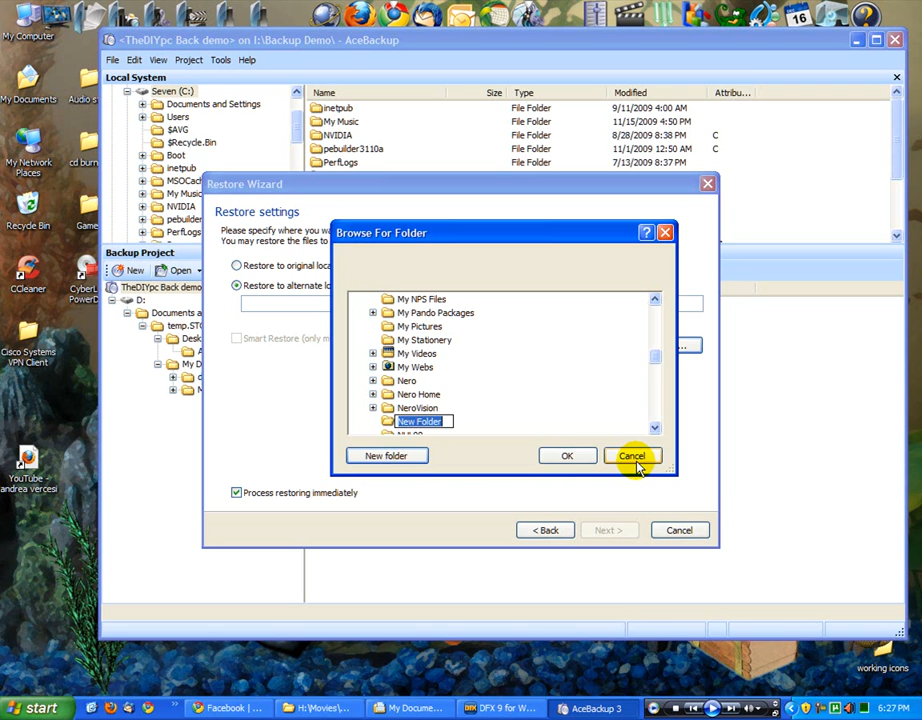 My Computer
My Documents
Audio s
My Network
Places
cd burn
Recycle Bin
Game
CCleaner
CyberL
PowerD
Cisco Systems
VPN Client
YouTube -
andrea vercesi
working icons
DEC
16
<TheDIYpc Back demo> on I:\Backup Demo\ - AceBackup
File Edit View Project Tools Help
Local System
Seven (C:)
Documents and Settings
Users
$AVG
$Recycle.Bin
Boot
inetpub
MSOCac
My Music
NVIDIA
pebuilder
PerfLogs
Name Size Type Modified Attribu...
inetpub File Folder 9/11/2009 4:00 AM
My Music File Folder 11/15/2009 4:50 PM
NVIDIA File Folder 8/28/2009 8:38 PM C
pebuilder3110a File Folder 11/1/2009 12:50 AM C
PerfLogs File Folder 7/13/2009 8:37 PM
Backup Project
New Open
TheDIYpc Back demo
D:
Documents a
temp.STC
Desk
A
My D
Restore Wizard
Restore settings
Please specify where you wa
You may restore the files to
Restore to original loca
Restore to alternate lo
Smart Restore (only m
...
Process restoring immediately
< Back Next > Cancel
Browse For Folder
My NPS Files
My Pando Packages
My Pictures
My Stationery
My Videos
My Webs
Nero
Nero Home
NeroVision
New Folder
New folder OK Cancel
start
Facebook | ...
H:\Movies\...
My Docume...
DFX 9 for W...
AceBackup 3
6:27 PM